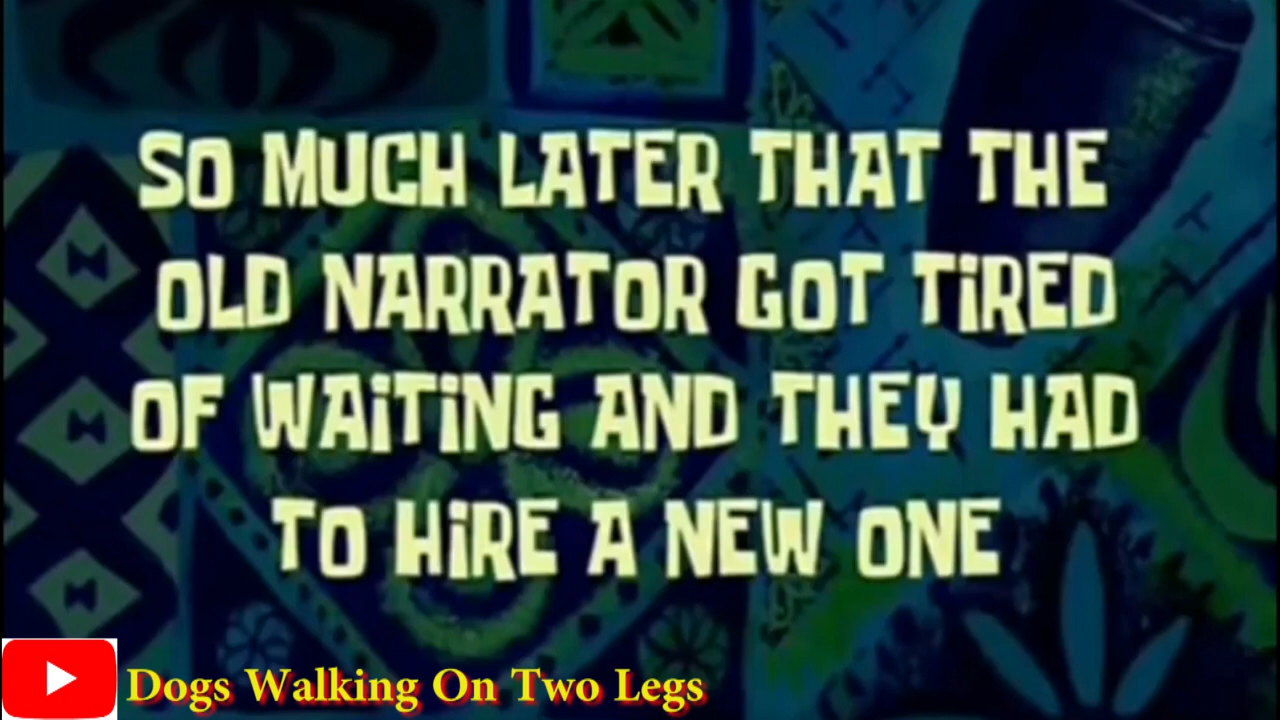 SO MUCH LATER THAT THE
OLD NARRATOR GOT TiRED
OF WAiTiNG AND THEY HAD
TO HiRE A NEW ONE
Dogs Walking On Two Legs